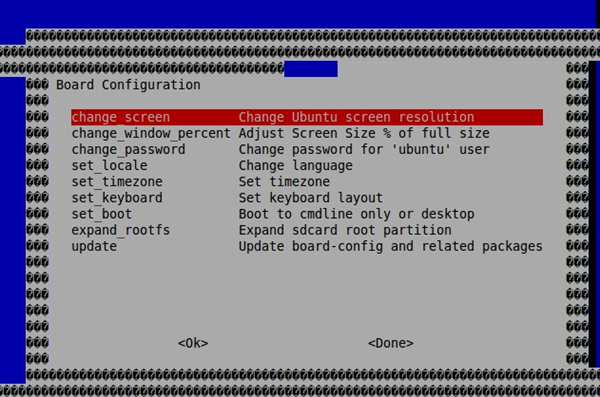 Board Configuration
change_screen Change Ubuntu screen resolution
change_window_percent Adjust Screen Size % of full size
change_password Change password for 'ubuntu' user
set_locale Change language
set_timezone Set timezone
set_keyboard Set keyboard layout
set_boot Boot to cmdline only or desktop
expand_rootfs Expand sdcard root partition
update Update board-config and related packages
<Ok> <Done>